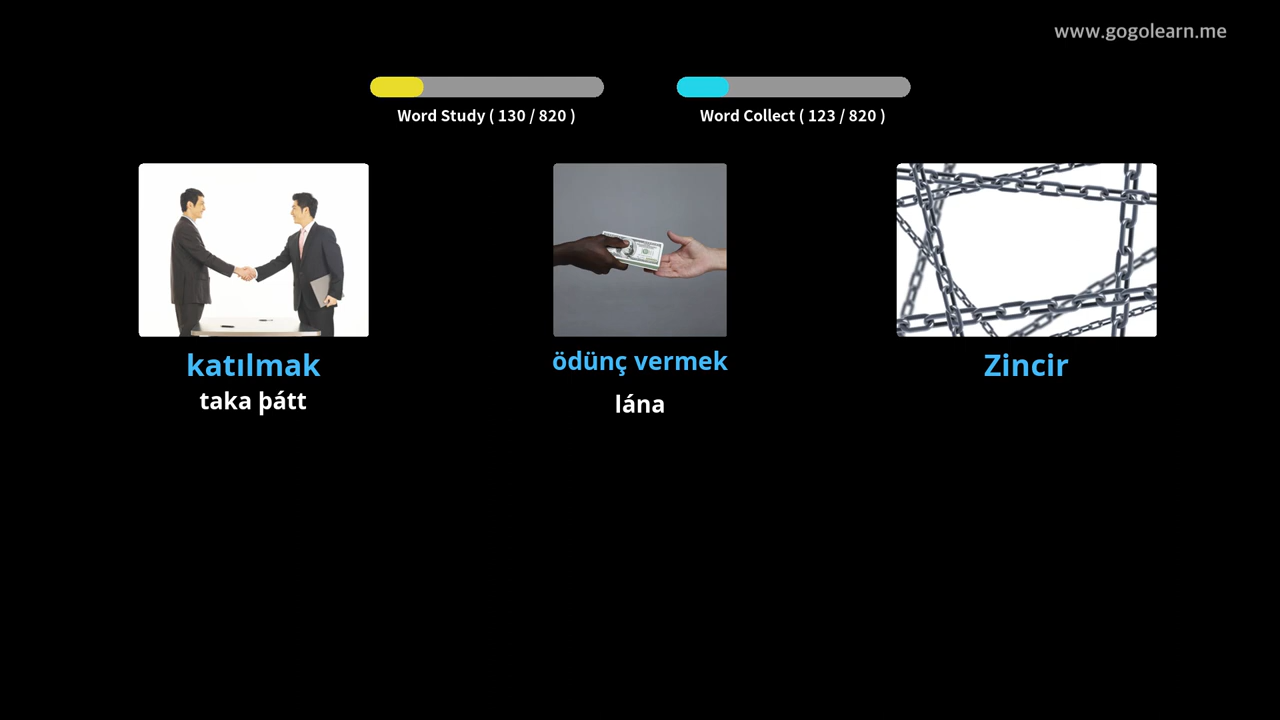 www.gogolearn.me
Word Study ( 130 / 820 )
Word Collect ( 123 / 820 )
katılmak
taka þátt
ödünç vermek
lána
Zincir